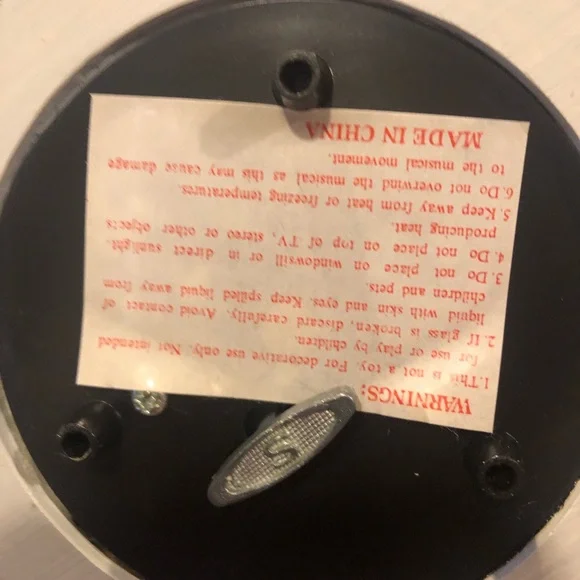 WARNINGS:
1.This is not a toy. For decorative use only. Not intended
for use or play by children.
2. If glass is broken, discard carefully. Avoid contact of
liquid with skin and eyes. Keep spilled liquid away from
children and pets.
3. Do not place on windowsill or in direct sunlight.
4. Do not place on top of TV, stereo or other objects
producing heat.
5. Keep away from heat or freezing temperatures.
6. Do not overwind the musical as this may cause damage
to the musical movement.
MADE IN CHINA
S